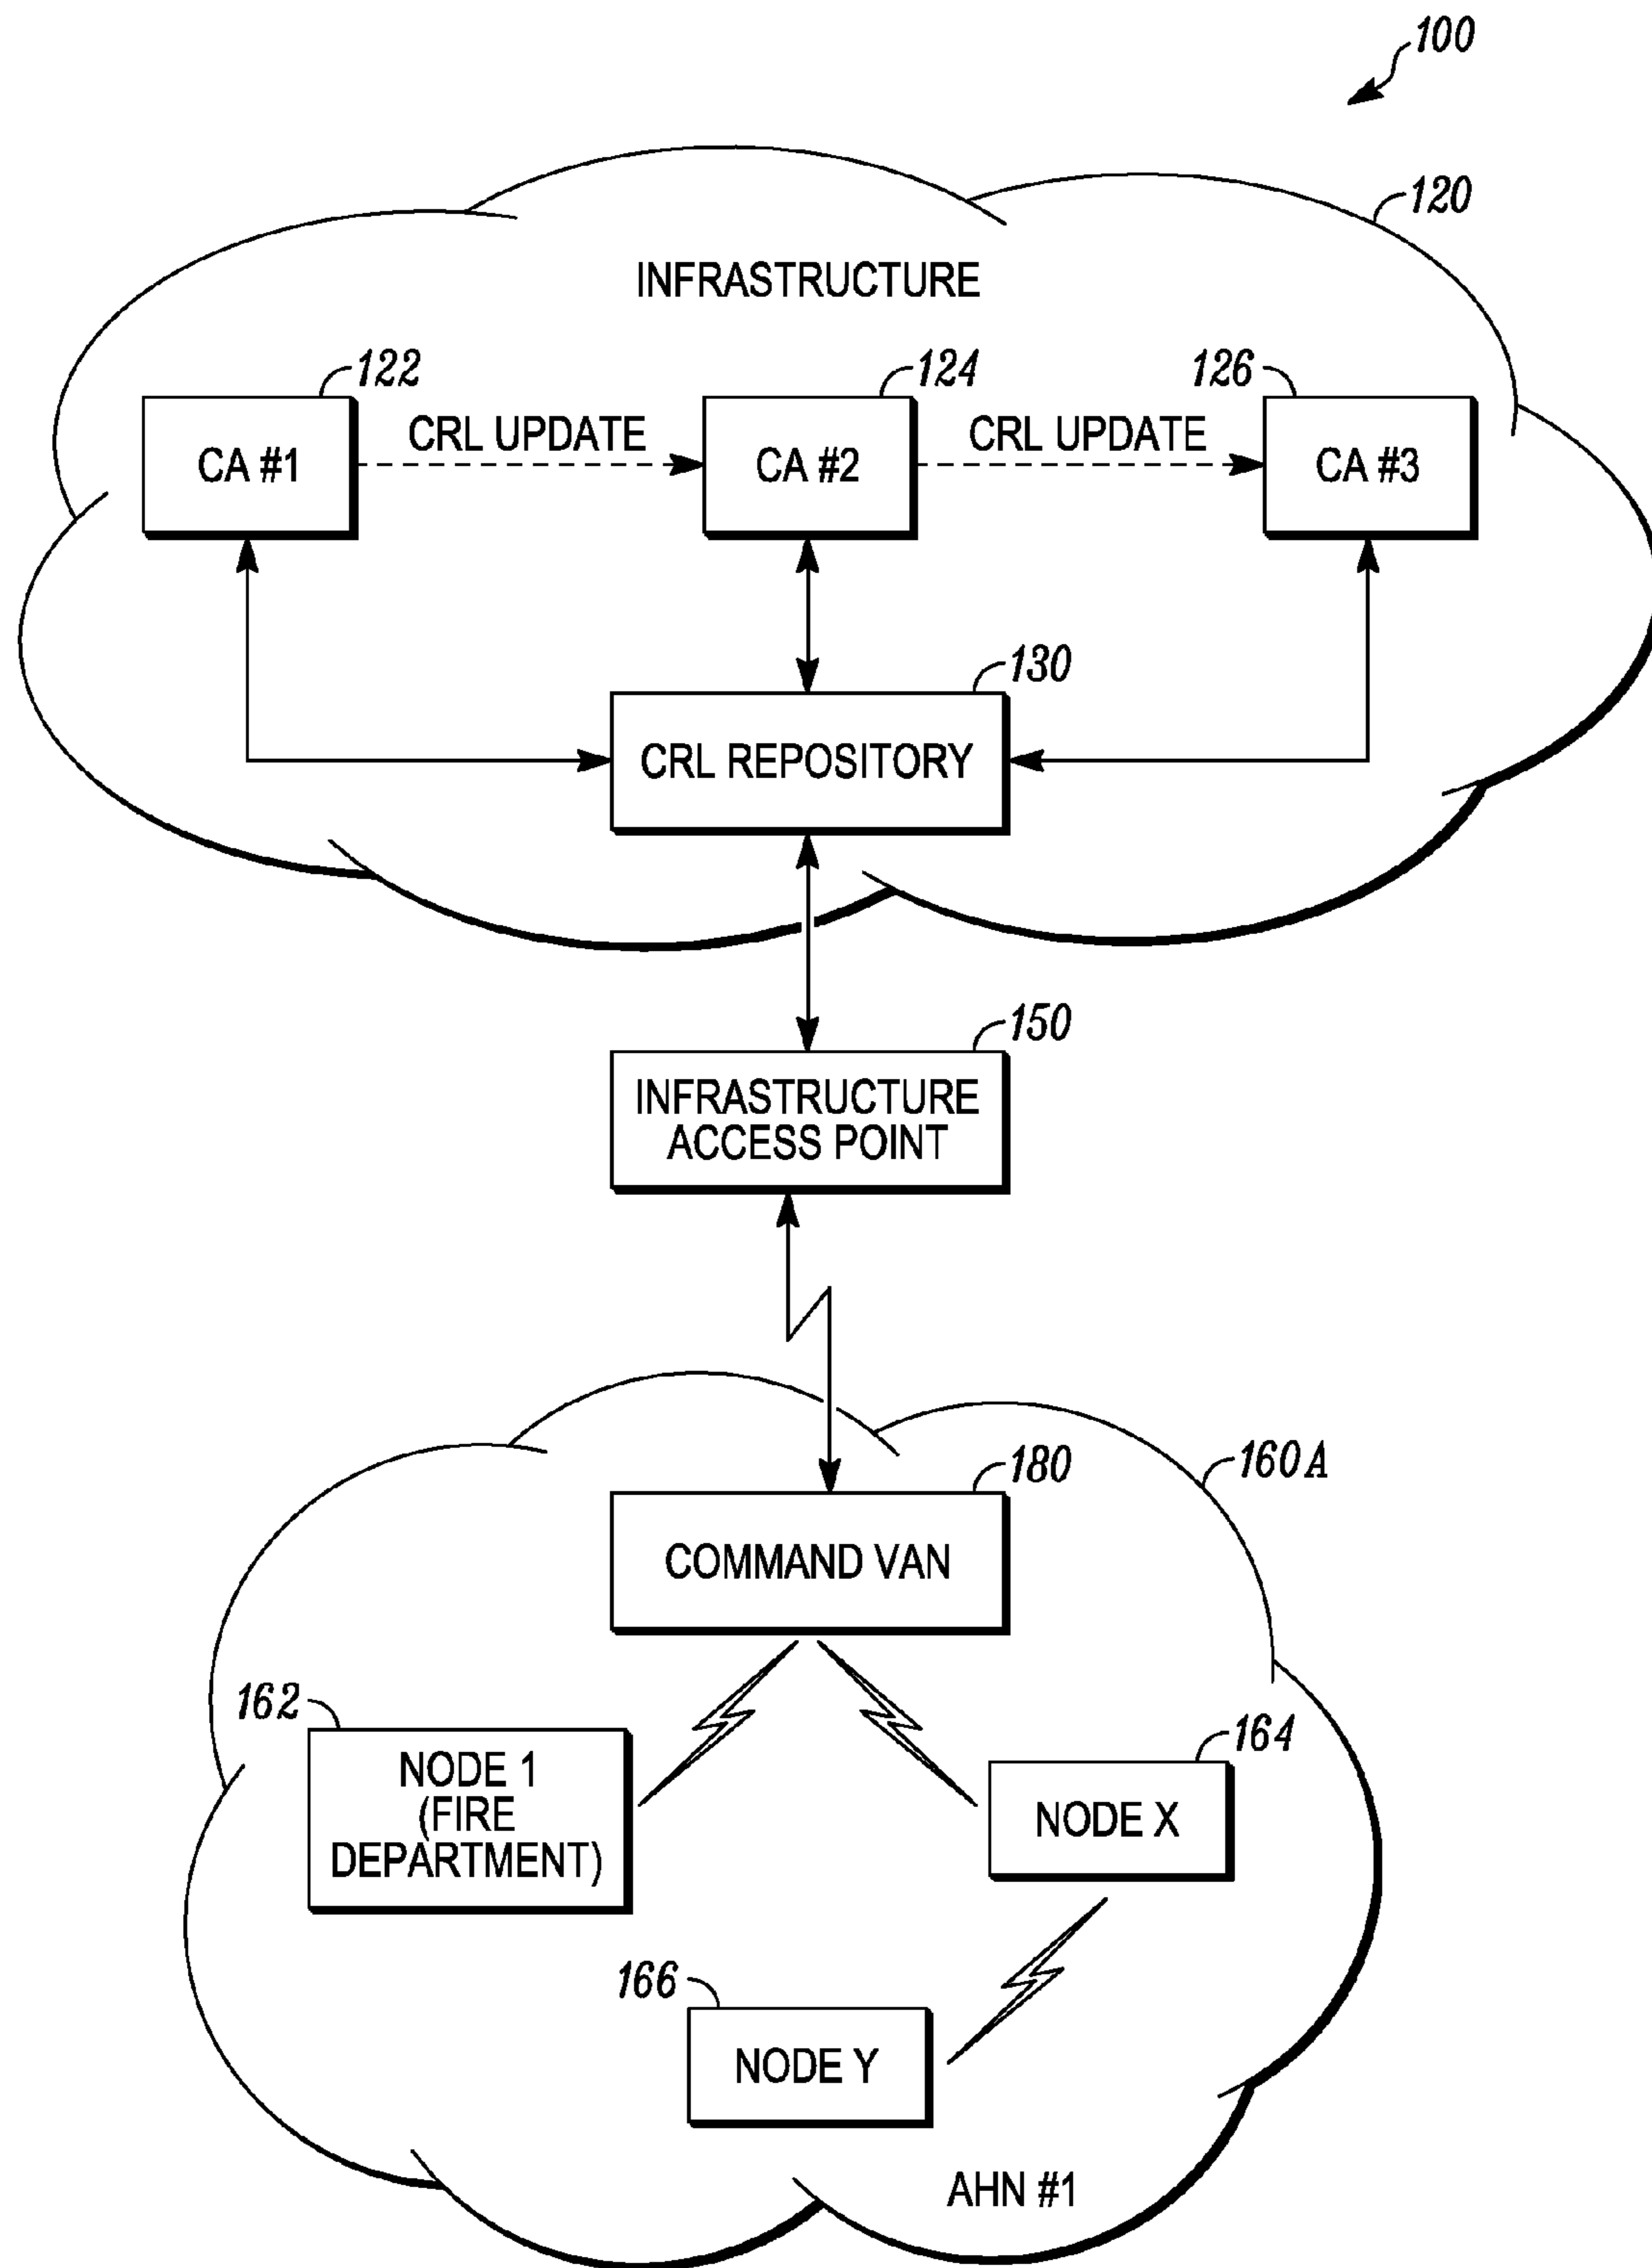 100
120
INFRASTRUCTURE
122
124
126
CRL UPDATE
CRL UPDATE
CA #1
CA #2
CA #3
130
CRL REPOSITORY
150
INFRASTRUCTURE
ACCESS POINT
180
160A
COMMAND VAN
162
164
NODE 1
(FIRE
DEPARTMENT)
NODE X
166
NODE Y
AHN #1